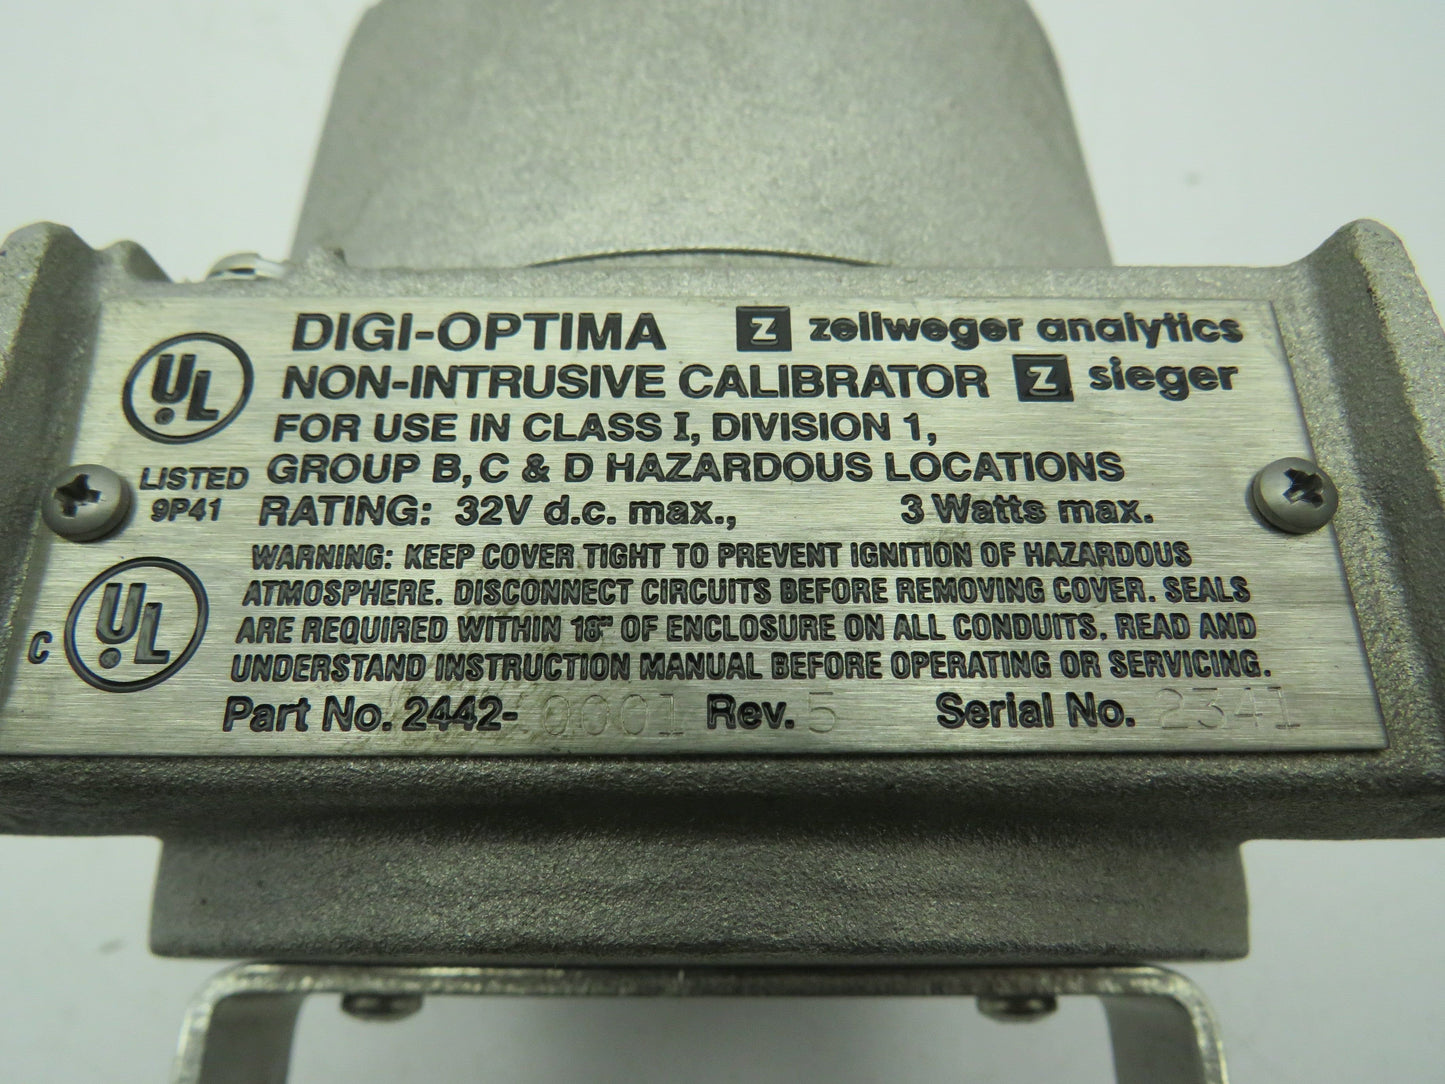 DIGI-OPTIMA Z zellweger analytics
UL NON-INTRUSIVE CALIBRATOR Z sieger
FOR USE IN CLASS I, DIVISION 1,
LISTED GROUP B, C & D HAZARDOUS LOCATIONS
9P41 RATING: 32V d.c. max., 3 Watts max.
WARNING: KEEP COVER TIGHT TO PREVENT IGNITION OF HAZARDOUS
ATMOSPHERE. DISCONNECT CIRCUITS BEFORE REMOVING COVER. SEALS
C UL ARE REQUIRED WITHIN 18" OF ENCLOSURE ON ALL CONDUITS. READ AND
UNDERSTAND INSTRUCTION MANUAL BEFORE OPERATING OR SERVICING.
Part No. 2442-0001 Rev. 5 Serial No. 2341